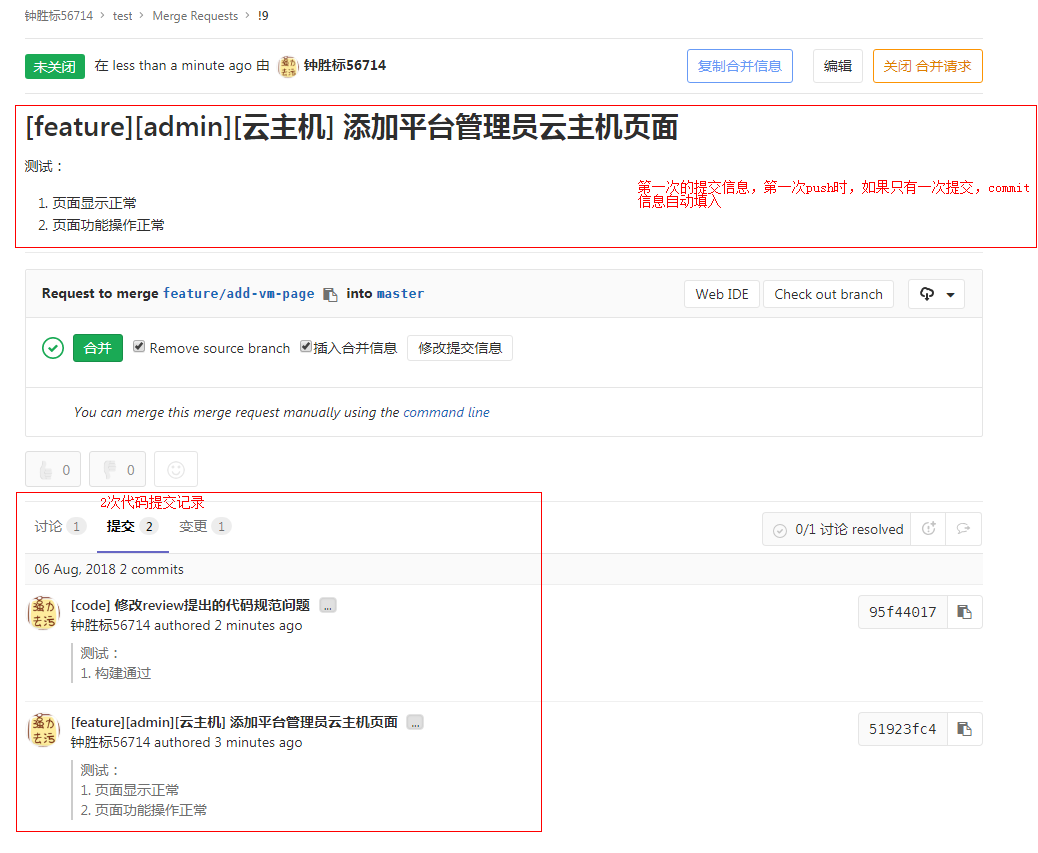 钟胜标56714 > test > Merge Requests > !9
未关闭 在 less than a minute ago 由 钟胜标56714 复制合并信息 编辑 关闭 合并请求
[feature][admin][云主机] 添加平台管理员云主机页面
测试：
第一次的提交信息，第一次push时，如果只有一次提交，commit
信息自动填入
1. 页面显示正常
2. 页面功能操作正常
Request to merge feature/add-vm-page into master Web IDE Check out branch
合并 Remove source branch 插入合并信息 修改提交信息
You can merge this merge request manually using the command line
0 0
2次代码提交记录
讨论 1 提交 2 变更 1 0/1 讨论 resolved
06 Aug, 2018 2 commits
[code] 修改review提出的代码规范问题 ...
钟胜标56714 authored 2 minutes ago
95f44017
测试：
1. 构建通过
[feature][admin][云主机] 添加平台管理员云主机页面 ...
钟胜标56714 authored 3 minutes ago
51923fc4
测试：
1. 页面显示正常
2. 页面功能操作正常